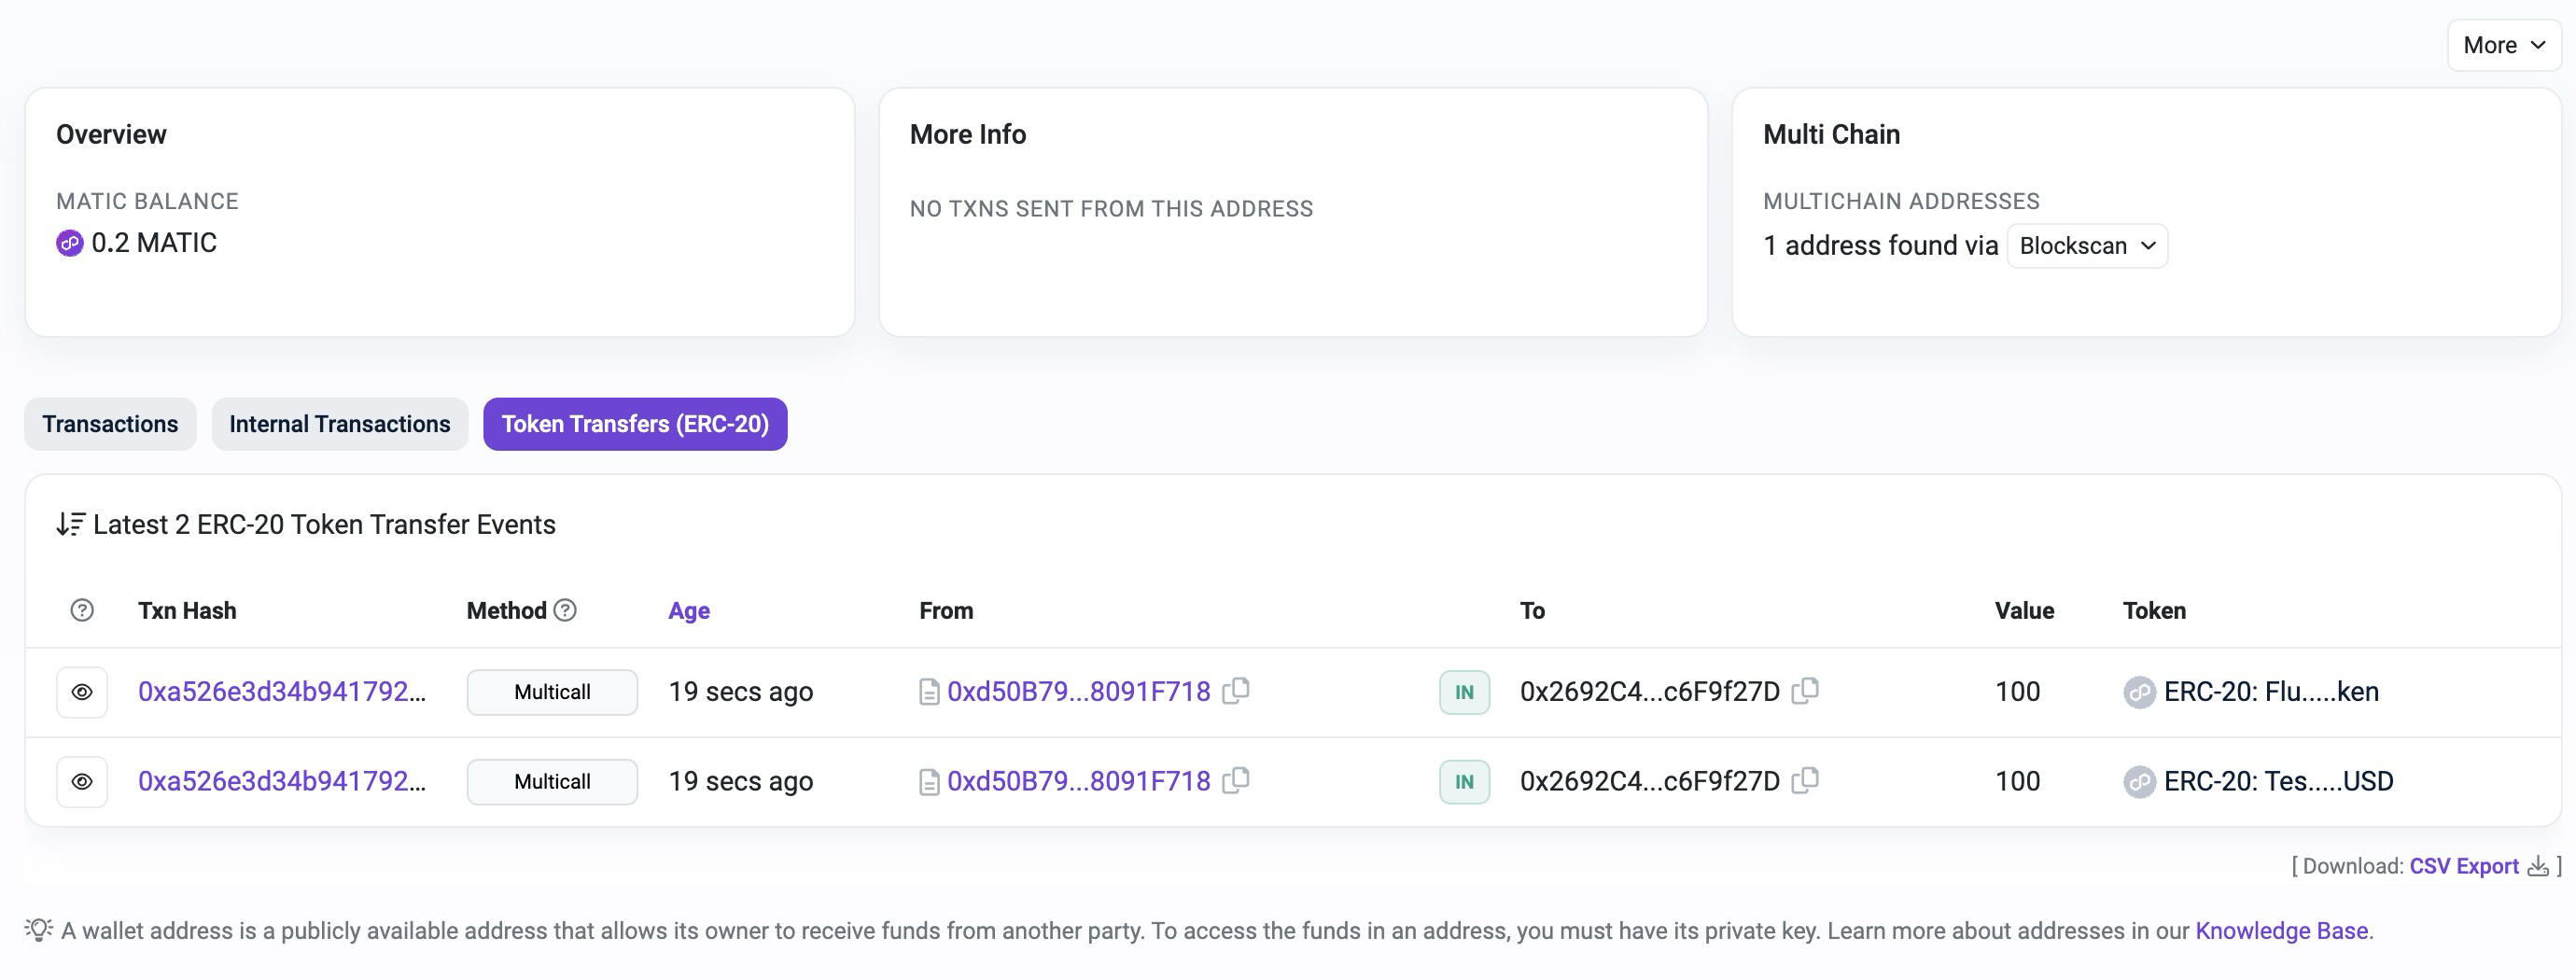 More
Overview
MATIC BALANCE
0.2 MATIC
More Info
NO TXNS SENT FROM THIS ADDRESS
Multi Chain
MULTICHAIN ADDRESSES
1 address found via Blockscan
Transactions Internal Transactions Token Transfers (ERC-20)
Latest 2 ERC-20 Token Transfer Events
? Txn Hash Method ? Age From To Value Token
0xa526e3d34b941792... Multicall 19 secs ago 0xd50B79...8091F718 IN 0x2692C4...c6F9f27D 100 ERC-20: Flu.....ken
0xa526e3d34b941792... Multicall 19 secs ago 0xd50B79...8091F718 IN 0x2692C4...c6F9f27D 100 ERC-20: Tes.....USD
[ Download: CSV Export ]
A wallet address is a publicly available address that allows its owner to receive funds from another party. To access the funds in an address, you must have its private key. Learn more about addresses in our Knowledge Base.